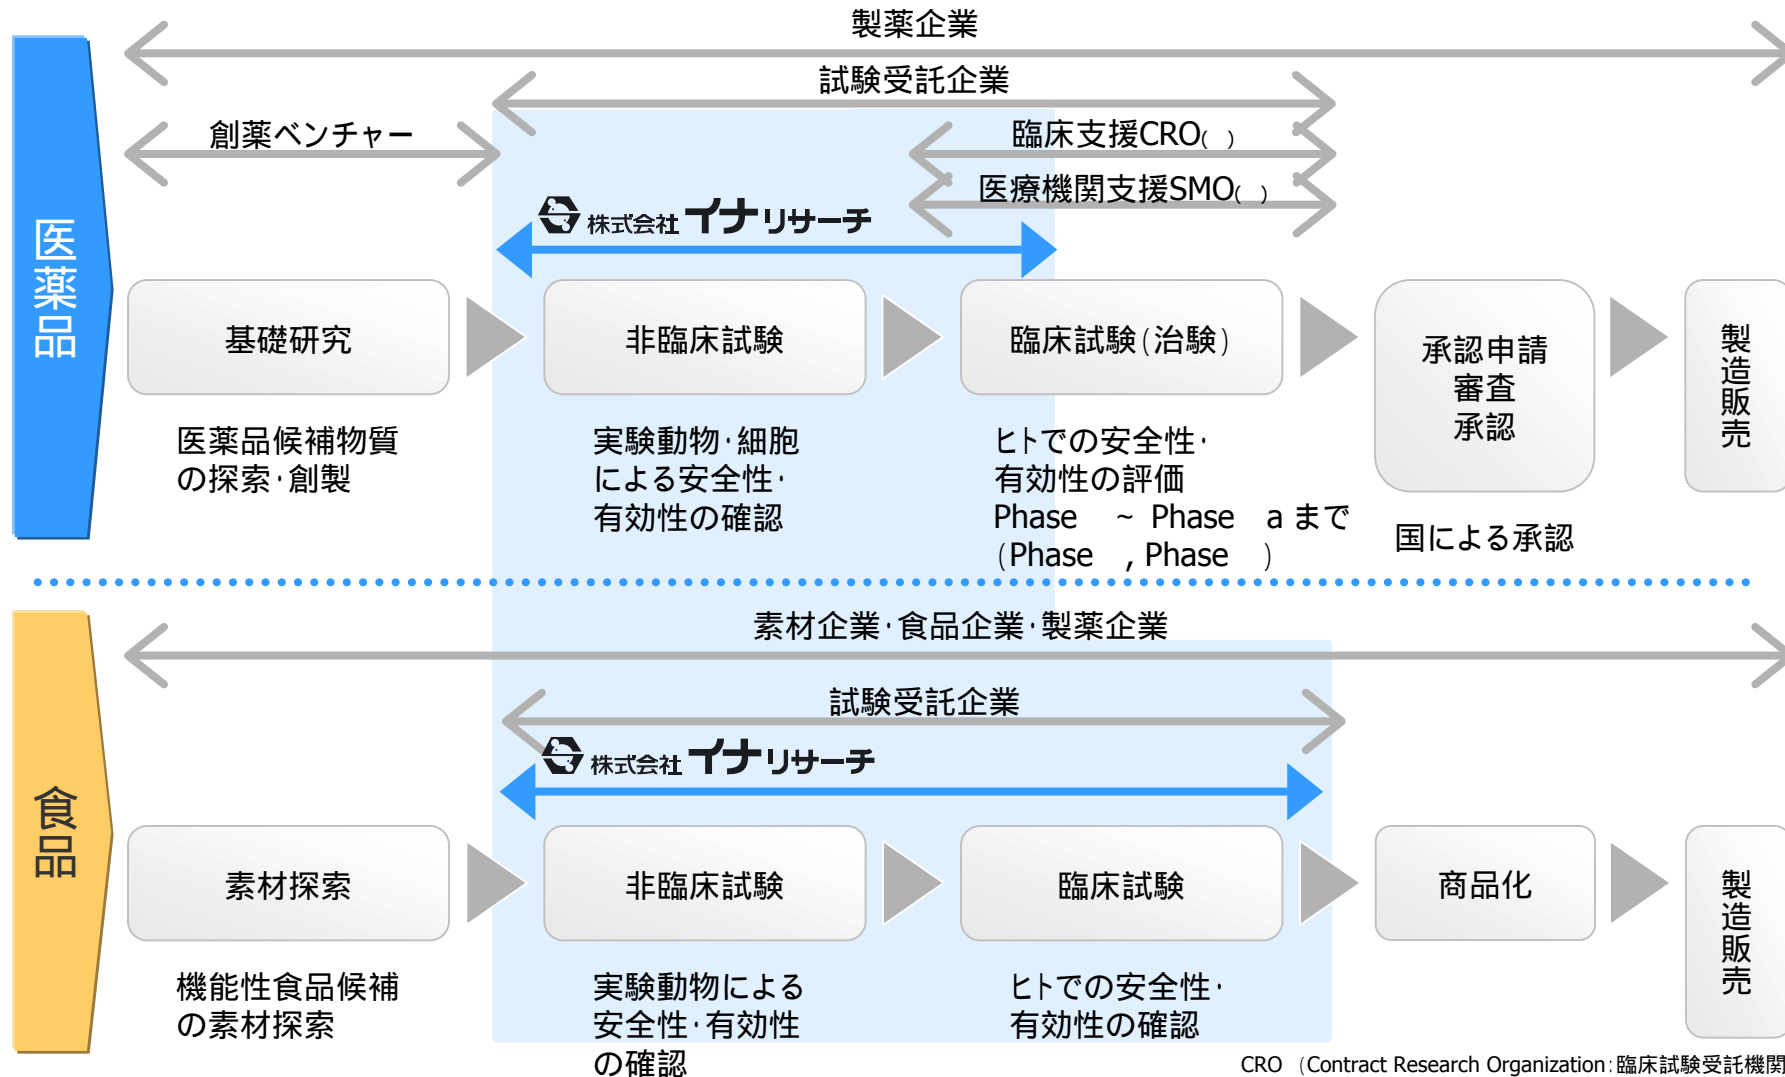 製薬企業
試験受託企業
創薬ベンチャー
臨床支援CRO( )
医療機関支援SMO( )
株式会社 イナリサーチ
医薬品
基礎研究
非臨床試験
臨床試験(治験)
承認申請
審査
承認
製造販売
医薬品候補物質
の探索・創製
実験動物・細胞
による安全性・
有効性の確認
ヒトでの安全性・
有効性の評価
Phase ~ Phase a まで
(Phase , Phase )
国による承認
素材企業・食品企業・製薬企業
試験受託企業
株式会社 イナリサーチ
食品
素材探索
非臨床試験
臨床試験
商品化
製造販売
機能性食品候補
の素材探索
実験動物による
安全性・有効性
の確認
ヒトでの安全性・
有効性の確認
CRO (Contract Research Organization:臨床試験受託機関